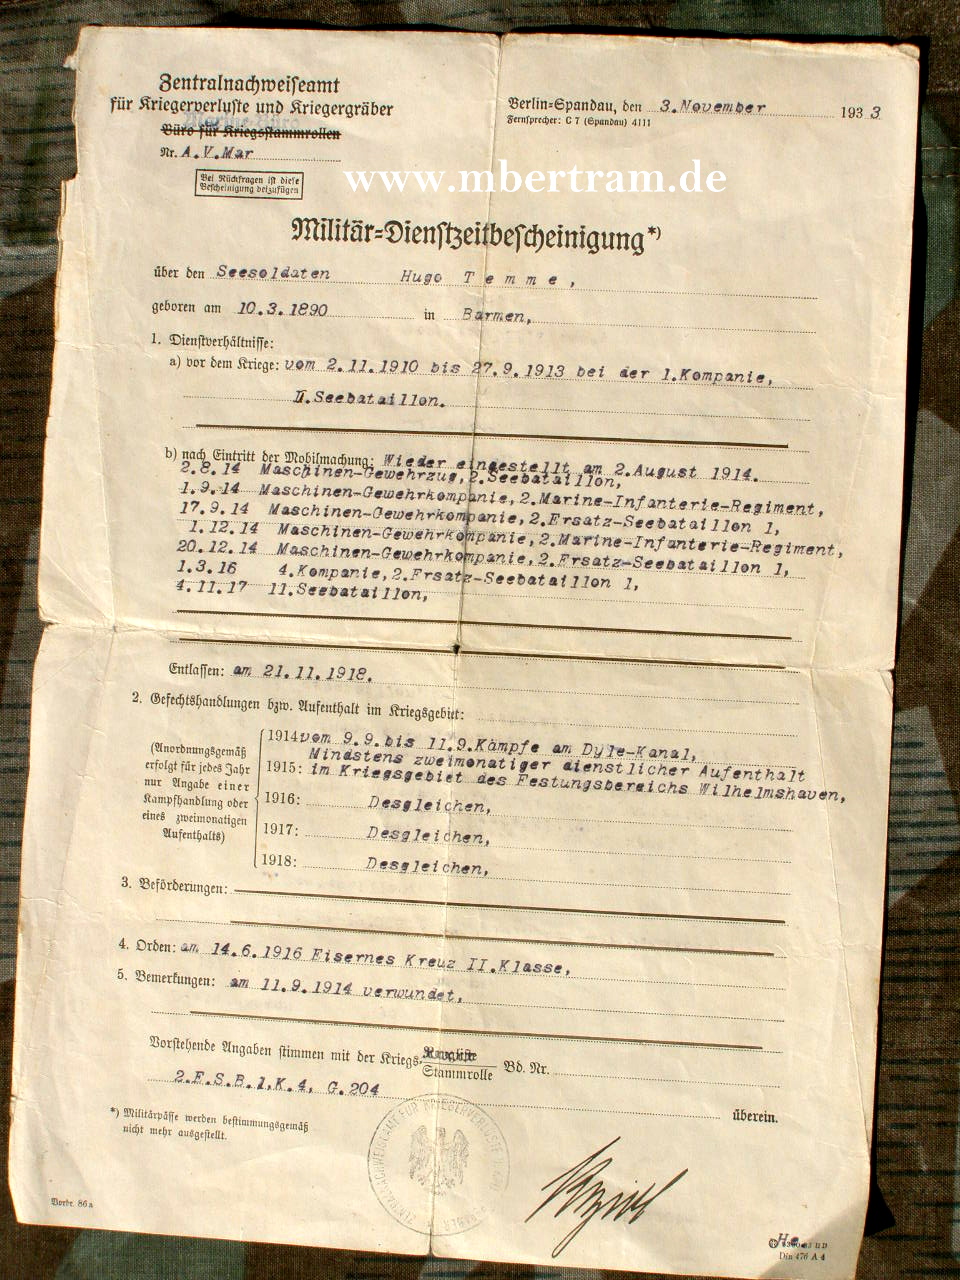 Zentralnachweiseamt
für Kriegerverluste und Kriegergräber
Marine-Büro
Büro für Kriegsstammrollen
Nr. A.V.Mar
Bei Rückfragen ist diese
Bescheinigung beizufügen
Berlin=Spandau, den 3.November 1933
Fernsprecher: C 7 (Spandau) 4111
www.mbertram.de
Militär=Dienstzeitbescheinigung*)
über den Seesoldaten Hugo Temme,
geboren am 10.3.1890 in Barmen,
1. Dienstverhältnisse:
a) vor dem Kriege: vom 2.11.1910 bis 27.9.1913 bei der 1.Kompanie,
II.Seebataillon.
b) nach Eintritt der Mobilmachung: Wieder eingestellt am 2.August 1914.
2.8.14 Maschinen-Gewehrzug,2.Seebataillon,
1.9.14 Maschinen-Gewehrkompanie,2.Marine-Infanterie-Regiment,
17.9.14 Maschinen-Gewehrkompanie,2.Ersatz-Seebataillon 1,
1.12.14 Maschinen-Gewehrkompanie,2.Marine-Infanterie-Regiment,
20.12.14 Maschinen-Gewehrkompanie,2.Ersatz-Seebataillon 1,
1.3.16 4.Kompanie,2.Ersatz-Seebataillon 1,
4.11.17 11.Seebataillon,
Entlassen: am 21.11.1918.
2. Gefechtshandlungen bzw. Aufenthalt im Kriegsgebiet:
(Anordnungsgemäß
erfolgt für jedes Jahr
nur Angabe einer
Kampfhandlung oder
eines zweimonatigen
Aufenthalts)
1914 vom 9.9.bis 11.9.Kämpfe am Dyle-Kanal,
Mindstens zweimonatiger dienstlicher Aufenthalt
1915: im Kriegsgebiet des Festungsbereichs Wilhelmshaven,
1916: Desgleichen,
1917: Desgleichen,
1918: Desgleichen,
3. Beförderungen:
4. Orden: am 14.6.1916 Eisernes Kreuz II.Klasse,
5. Bemerkungen: am 11.9.1914 verwundet,
Vorstehende Angaben stimmen mit der Kriegs-Rangliste
Stammrolle Bd. Nr.
2.E.S.B.1,K.4, G.204
überein.
*) Militärpässe werden bestimmungsgemäß
nicht mehr ausgestellt.
ZENTRALNACHWEISEAMT FÜR KRIEGERVERLUSTE
Vordr. 86a
He.
Din 476 A 4